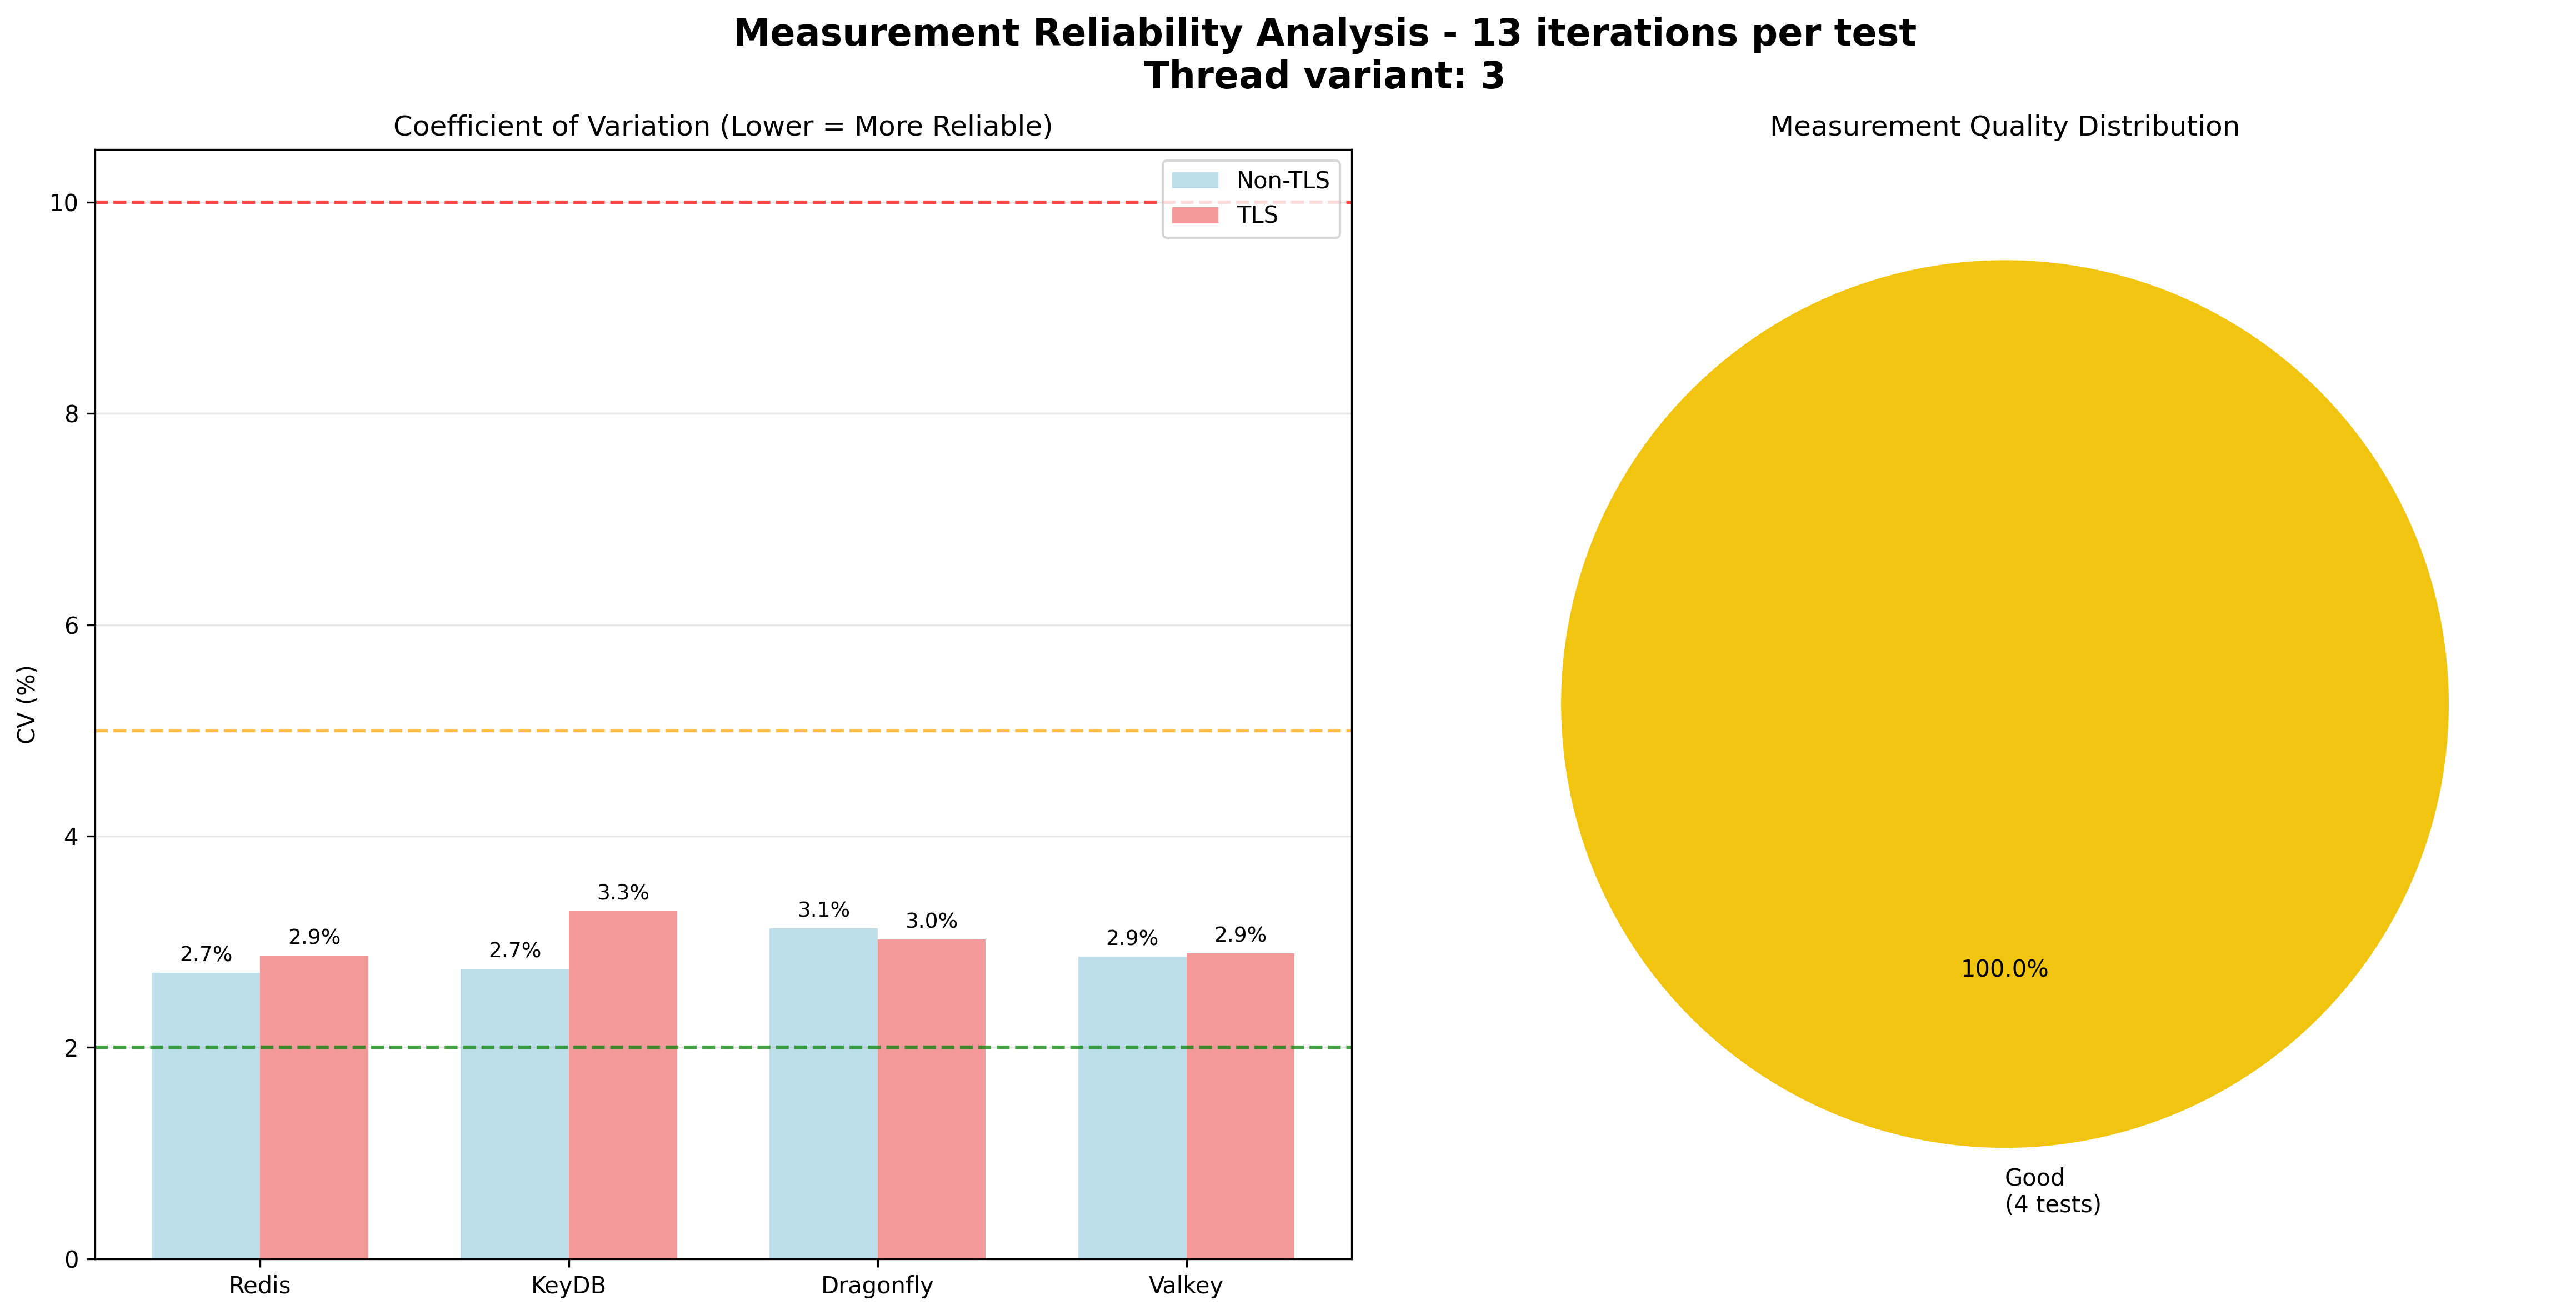 Measurement Reliability Analysis - 13 iterations per test
Thread variant: 3
Coefficient of Variation (Lower = More Reliable)
Non-TLS
TLS
CV (%)
10
8
6
4
2
0
2.7%
2.9%
2.7%
3.3%
3.1%
3.0%
2.9%
2.9%
Redis
KeyDB
Dragonfly
Valkey
Measurement Quality Distribution
100.0%
Good
(4 tests)